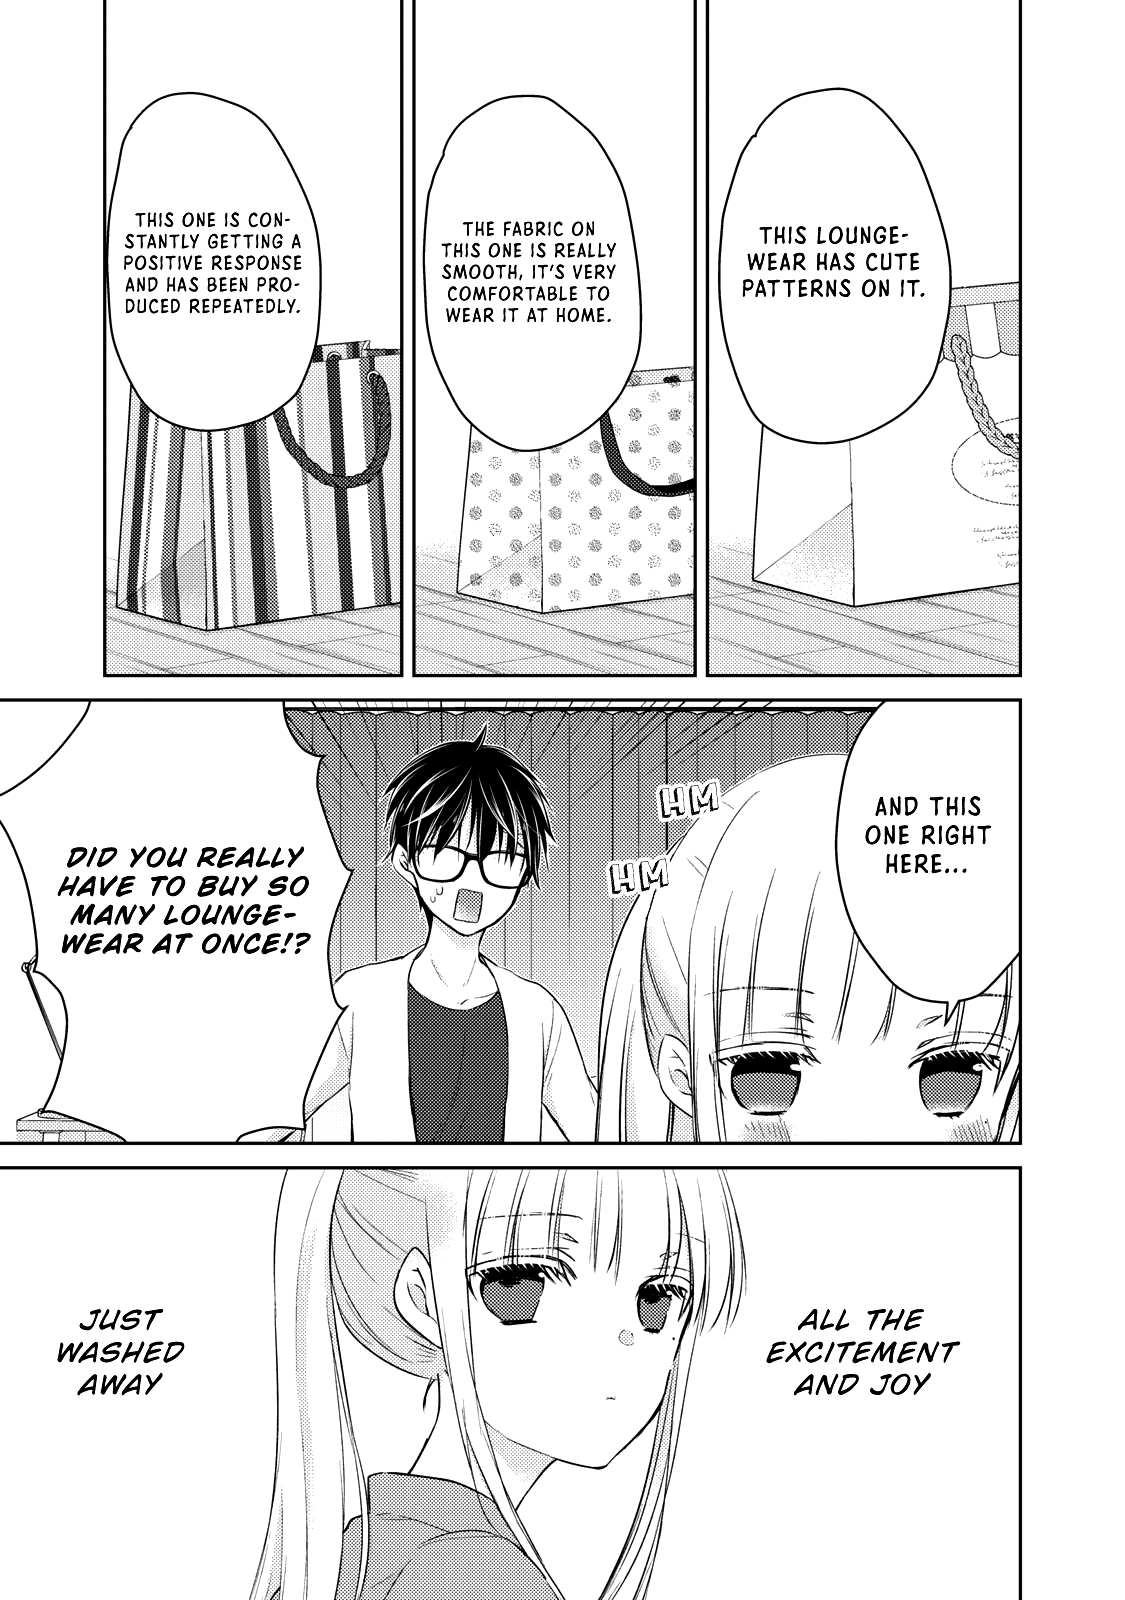 THIS LOUNGE-
WEAR HAS CUTE
PATTERNS ON IT.
THE FABRIC ON
THIS ONE IS REALLY
SMOOTH, IT'S VERY
COMFORTABLE TO
WEAR IT AT HOME.
THIS ONE IS CON-
STANTLY GETTING A
POSITIVE RESPONSE
AND HAS BEEN PRO-
DUCED REPEATEDLY.
AND THIS
ONE RIGHT
HERE...
HM
HM
DID YOU REALLY
HAVE TO BUY SO
MANY LOUNGE-
WEAR AT ONCE!?
ALL THE
EXCITEMENT
AND JOY
JUST
WASHED
AWAY